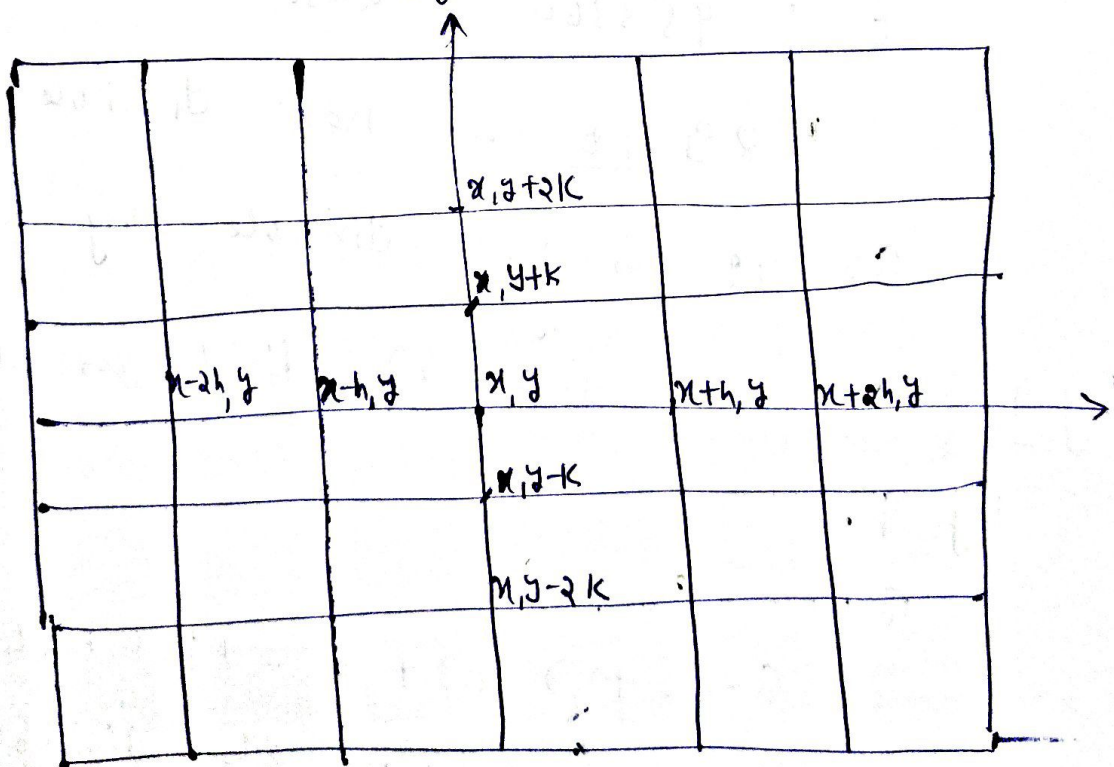 x, y+2k
x, y+k
x-2h, y x-h, y x, y x+h, y x+2h, y
x, y-k
x, y-2k